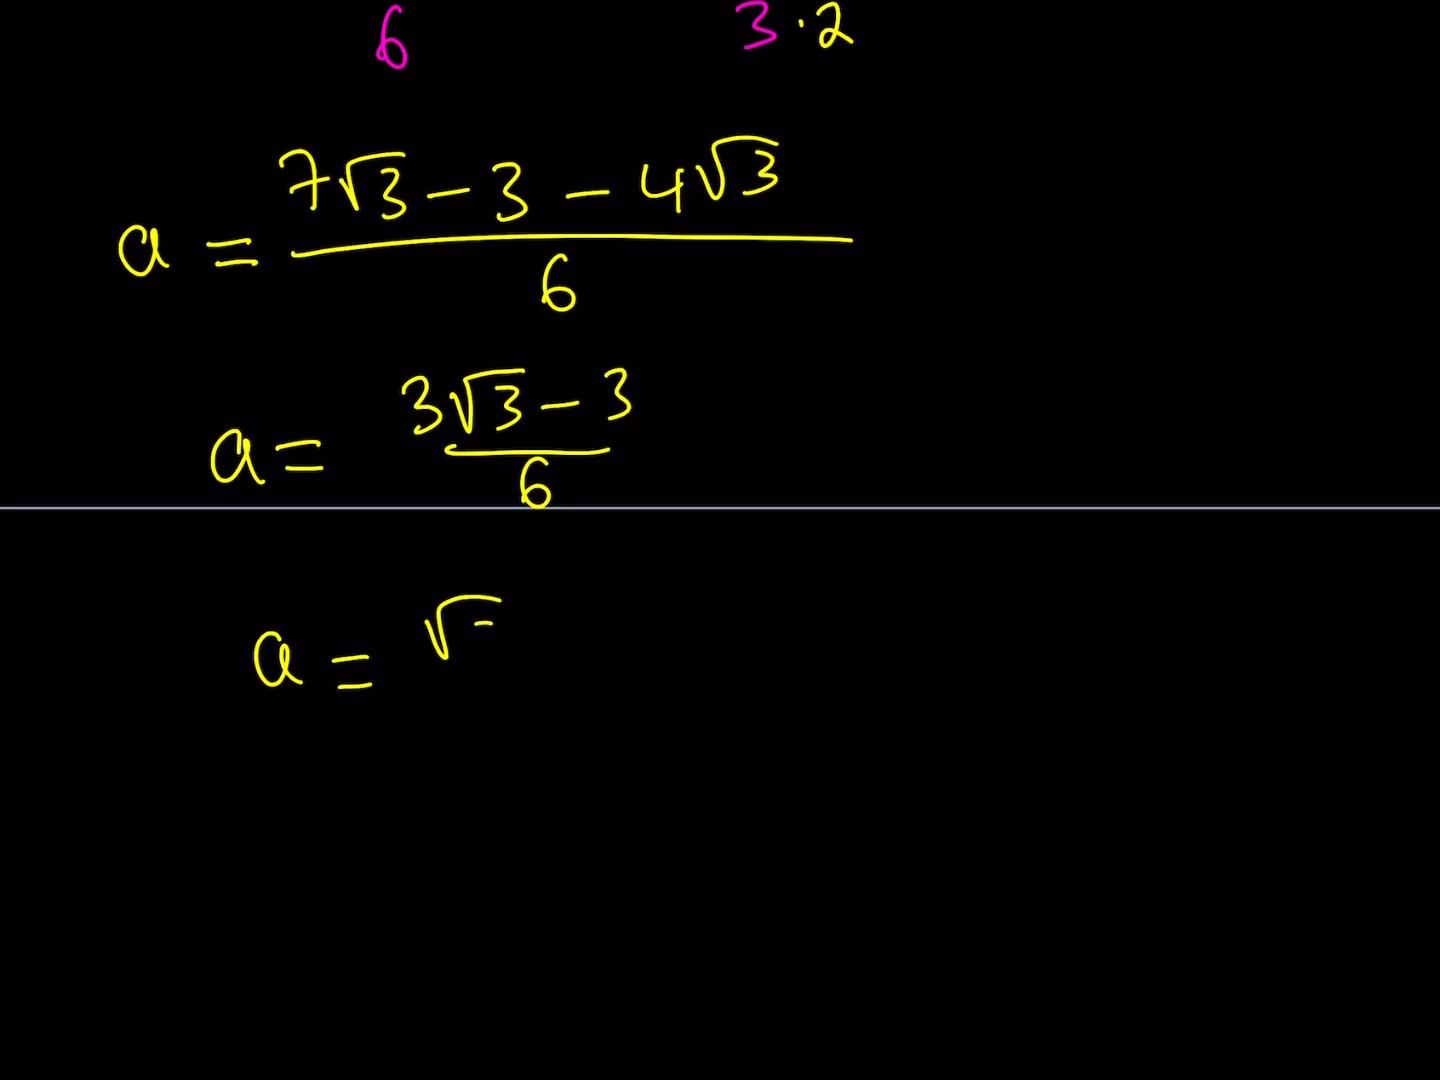 6 3·2
a = (7√3 - 3 - 4√3)/6
a = (3√3 - 3)/6
a = √